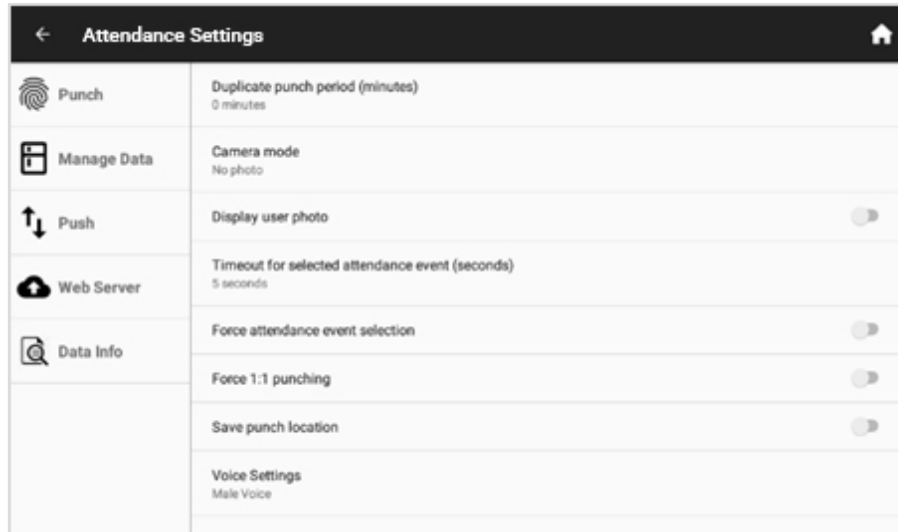 Attendance Settings
Punch
Manage Data
Push
Web Server
Data Info
Duplicate punch period (minutes)
0 minutes
Camera mode
No photo
Display user photo
Timeout for selected attendance event (seconds)
5 seconds
Force attendance event selection
Force 1:1 punching
Save punch location
Voice Settings
Male Voice